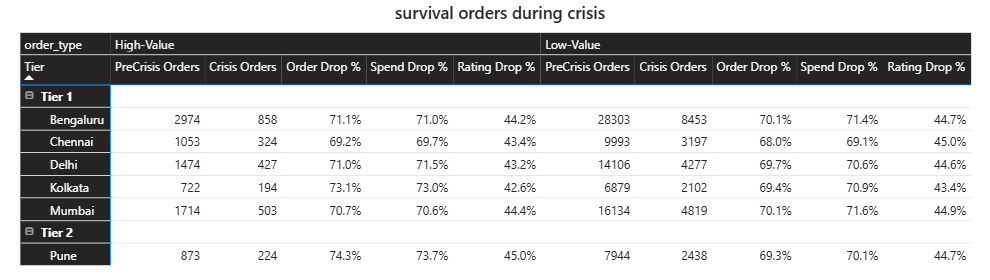 survival orders during crisis
order_type High-Value Low-Value
Tier PreCrisis Orders Crisis Orders Order Drop % Spend Drop % Rating Drop % PreCrisis Orders Crisis Orders Order Drop % Spend Drop % Rating Drop %
Tier 1
Bengaluru 2974 858 71.1% 71.0% 44.2% 28303 8453 70.1% 71.4% 44.7%
Chennai 1053 324 69.2% 69.7% 43.4% 9993 3197 68.0% 69.1% 45.0%
Delhi 1474 427 71.0% 71.5% 43.2% 14106 4277 69.7% 70.6% 44.6%
Kolkata 722 194 73.1% 73.0% 42.6% 6879 2102 69.4% 70.9% 43.4%
Mumbai 1714 503 70.7% 70.6% 44.4% 16134 4819 70.1% 71.6% 44.9%
Tier 2
Pune 873 224 74.3% 73.7% 45.0% 7944 2438 69.3% 70.1% 44.7%